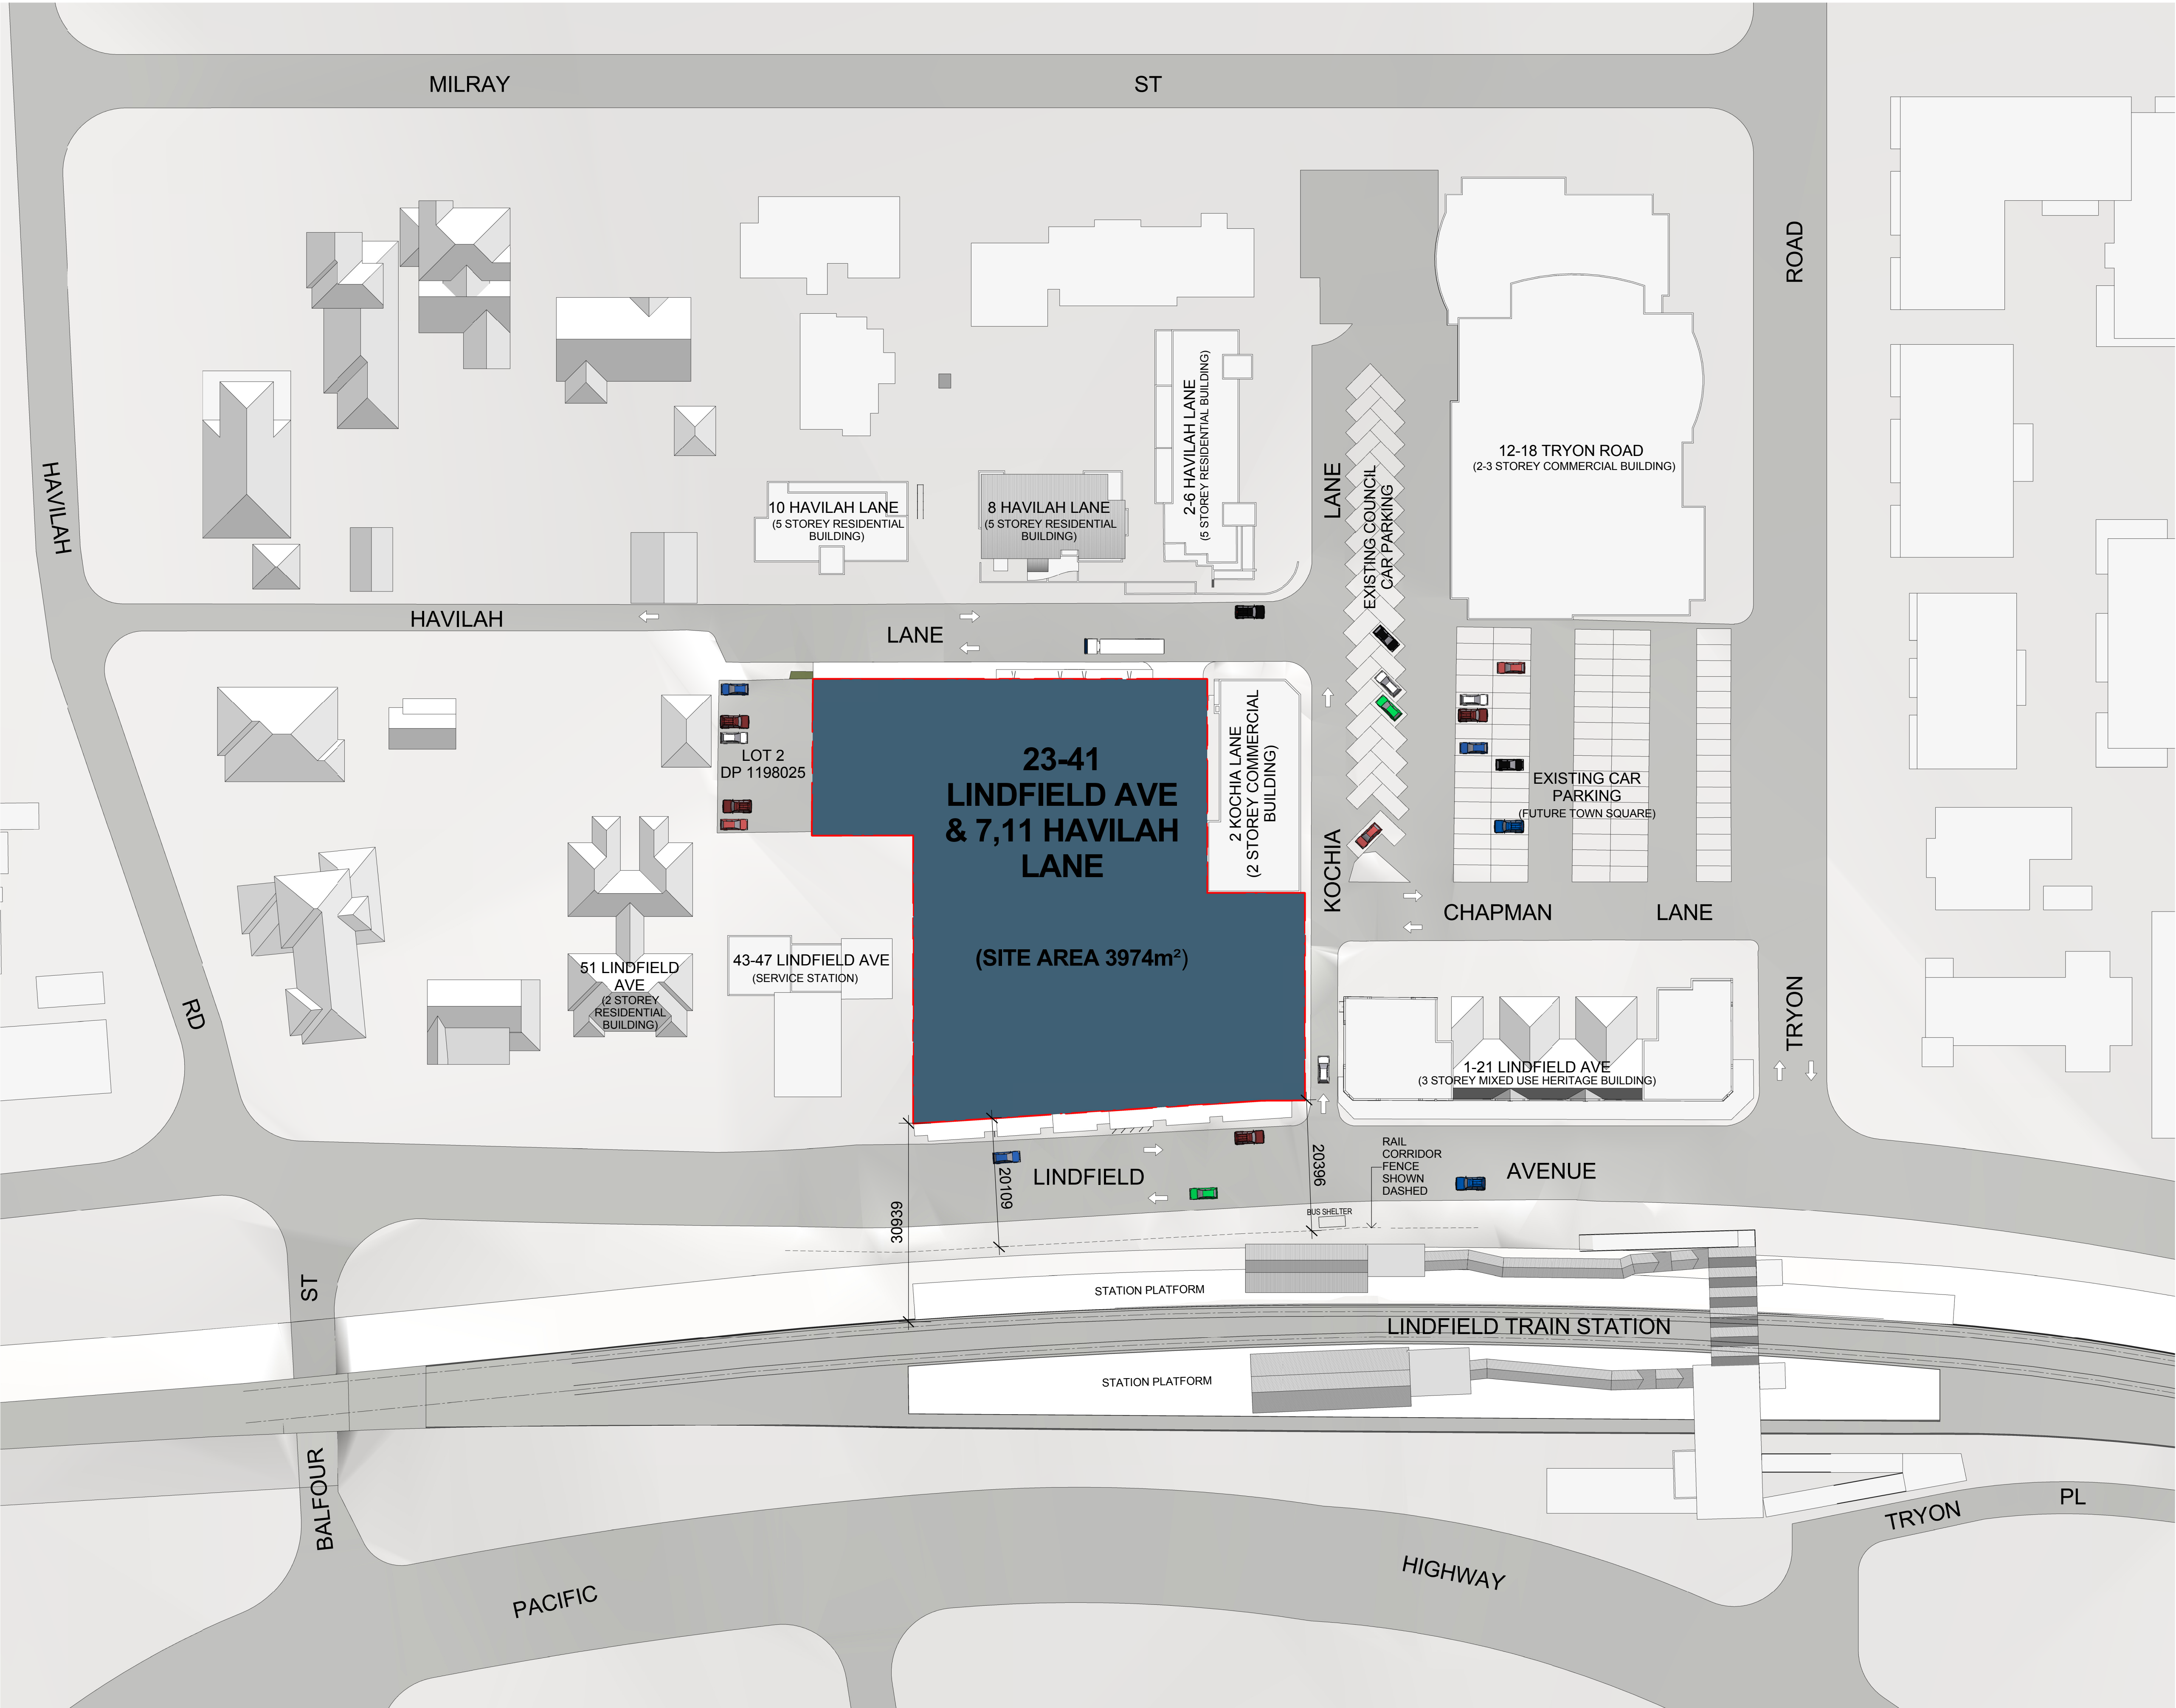 MILRAY
ST
ROAD
HAVILAH
2-6 HAVILAH LANE
(5 STOREY RESIDENTIAL BUILDING)
LANE
EXISTING COUNCIL
CAR PARKING
12-18 TRYON ROAD
(2-3 STOREY COMMERCIAL BUILDING)
10 HAVILAH LANE
(5 STOREY RESIDENTIAL
BUILDING)
8 HAVILAH LANE
(5 STOREY RESIDENTIAL
BUILDING)
HAVILAH
LANE
LOT 2
DP 1198025
23-41
LINDFIELD AVE
& 7,11 HAVILAH
LANE
(SITE AREA 3974m²)
2 KOCHIA LANE
(2 STOREY COMMERCIAL
BUILDING)
KOCHIA
EXISTING CAR
PARKING
(FUTURE TOWN SQUARE)
CHAPMAN
LANE
RD
51 LINDFIELD
AVE
(2 STOREY
RESIDENTIAL
BUILDING)
43-47 LINDFIELD AVE
(SERVICE STATION)
TRYON
1-21 LINDFIELD AVE
(3 STOREY MIXED USE HERITAGE BUILDING)
30939
20109
20396
LINDFIELD
AVENUE
RAIL
CORRIDOR
FENCE
SHOWN
DASHED
BUS SHELTER
ST
STATION PLATFORM
LINDFIELD TRAIN STATION
STATION PLATFORM
BALFOUR
PACIFIC
HIGHWAY
TRYON
PL